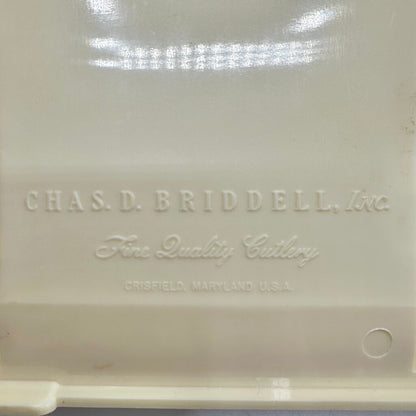 CHAS. D. BRIDDELL, Inc.
Fine Quality Cutlery
CRISFIELD, MARYLAND U.S.A.